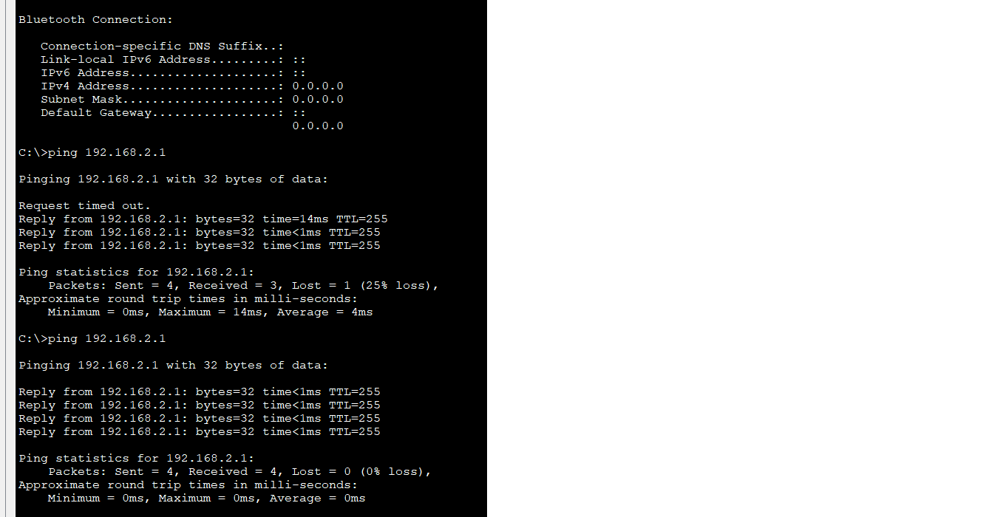 Bluetooth Connection:
Connection-specific DNS Suffix..:
Link-local IPv6 Address.........: ::
IPv6 Address....................: ::
IPv4 Address....................: 0.0.0.0
Subnet Mask.....................: 0.0.0.0
Default Gateway.................: ::
0.0.0.0
C:\>ping 192.168.2.1
Pinging 192.168.2.1 with 32 bytes of data:
Request timed out.
Reply from 192.168.2.1: bytes=32 time=14ms TTL=255
Reply from 192.168.2.1: bytes=32 time<1ms TTL=255
Reply from 192.168.2.1: bytes=32 time<1ms TTL=255
Ping statistics for 192.168.2.1:
Packets: Sent = 4, Received = 3, Lost = 1 (25% loss),
Approximate round trip times in milli-seconds:
Minimum = 0ms, Maximum = 14ms, Average = 4ms
C:\>ping 192.168.2.1
Pinging 192.168.2.1 with 32 bytes of data:
Reply from 192.168.2.1: bytes=32 time<1ms TTL=255
Reply from 192.168.2.1: bytes=32 time<1ms TTL=255
Reply from 192.168.2.1: bytes=32 time<1ms TTL=255
Reply from 192.168.2.1: bytes=32 time<1ms TTL=255
Ping statistics for 192.168.2.1:
Packets: Sent = 4, Received = 4, Lost = 0 (0% loss),
Approximate round trip times in milli-seconds:
Minimum = 0ms, Maximum = 0ms, Average = 0ms